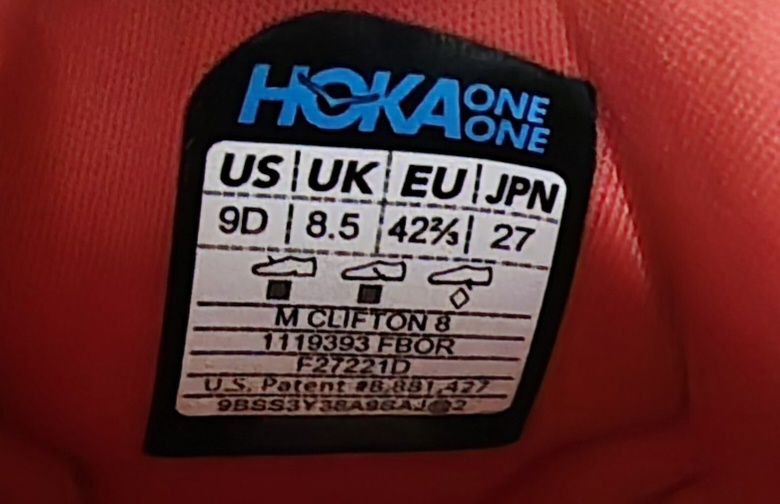 HOKA ONE ONE
US UK EU JPN
9D 8.5 42⅔ 27
M CLIFTON 8
1119393 FBOR
F27221D
U.S. Patent #8,881,427